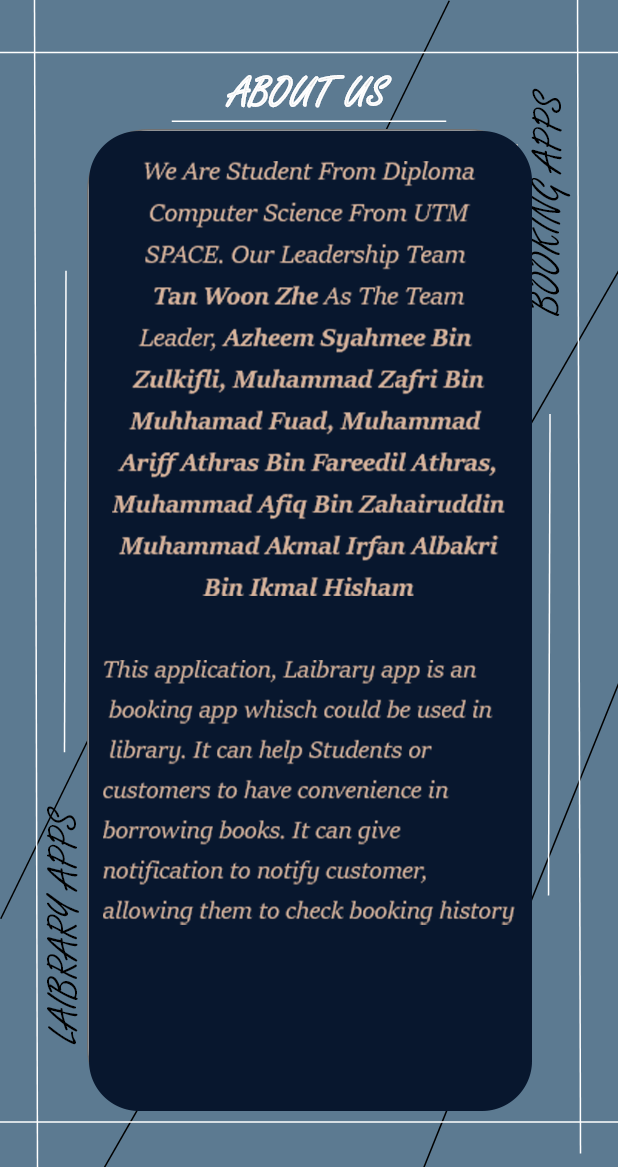 ABOUT US
BOOKING APPS
We Are Student From Diploma
Computer Science From UTM
SPACE. Our Leadership Team
Tan Woon Zhe As The Team
Leader, Azheem Syahmee Bin
Zulkifli, Muhammad Zafri Bin
Muhhamad Fuad, Muhammad
Ariff Athras Bin Fareedil Athras,
Muhammad Afiq Bin Zahairuddin
Muhammad Akmal Irfan Albakri
Bin Ikmal Hisham
This application, Laibrary app is an
booking app whisch could be used in
library. It can help Students or
customers to have convenience in
borrowing books. It can give
notification to notify customer,
allowing them to check booking history
LAIBRARY APPS